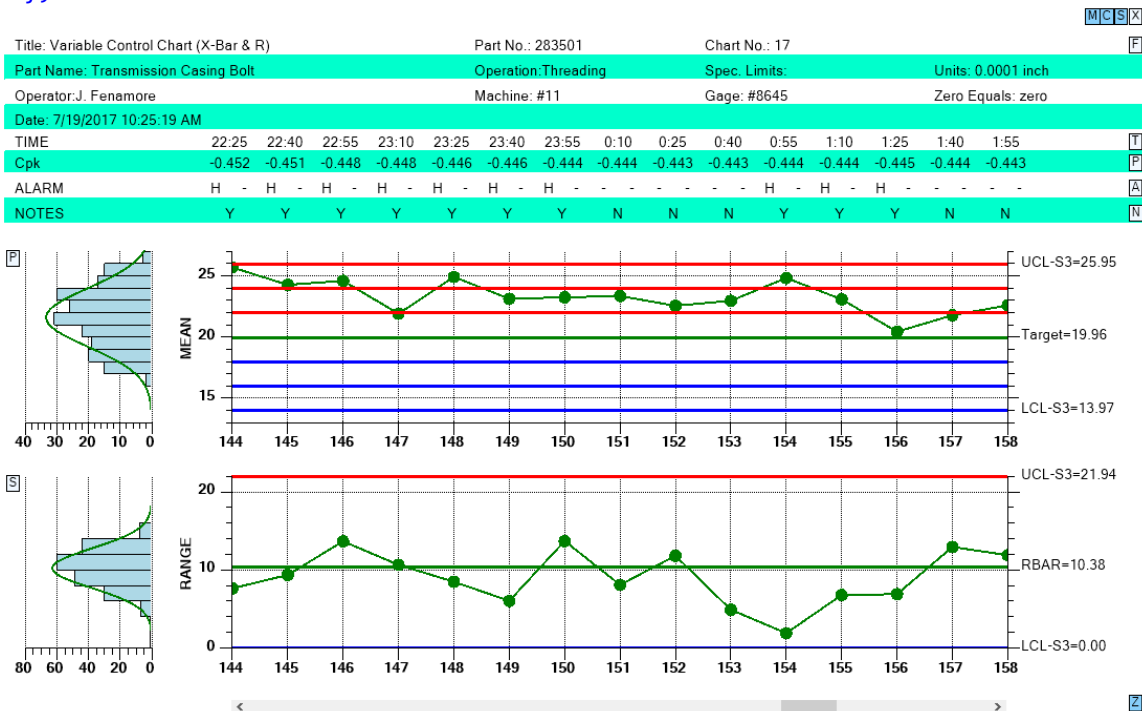 M C S X
Title: Variable Control Chart (X-Bar & R) Part No.: 283501 Chart No.: 17 F
Part Name: Transmission Casing Bolt Operation:Threading Spec. Limits: Units: 0.0001 inch
Operator:J. Fenamore Machine: #11 Gage: #8645 Zero Equals: zero
Date: 7/19/2017 10:25:19 AM
TIME 22:25 22:40 22:55 23:10 23:25 23:40 23:55 0:10 0:25 0:40 0:55 1:10 1:25 1:40 1:55 T
Cpk -0.452 -0.451 -0.448 -0.448 -0.446 -0.446 -0.444 -0.444 -0.443 -0.443 -0.444 -0.444 -0.445 -0.444 -0.443 P
ALARM H - H - H - H - H - H - H - - - - - - - H - H - H - - - - - A
NOTES Y Y Y Y Y Y Y N N N Y Y Y N N N
P
MEAN
25
20
15
UCL-S3=25.95
Target=19.96
LCL-S3=13.97
40 30 20 10 0
144 145 146 147 148 149 150 151 152 153 154 155 156 157 158
S
RANGE
20
10
0
UCL-S3=21.94
RBAR=10.38
LCL-S3=0.00
80 60 40 20 0
144 145 146 147 148 149 150 151 152 153 154 155 156 157 158
< >
Z